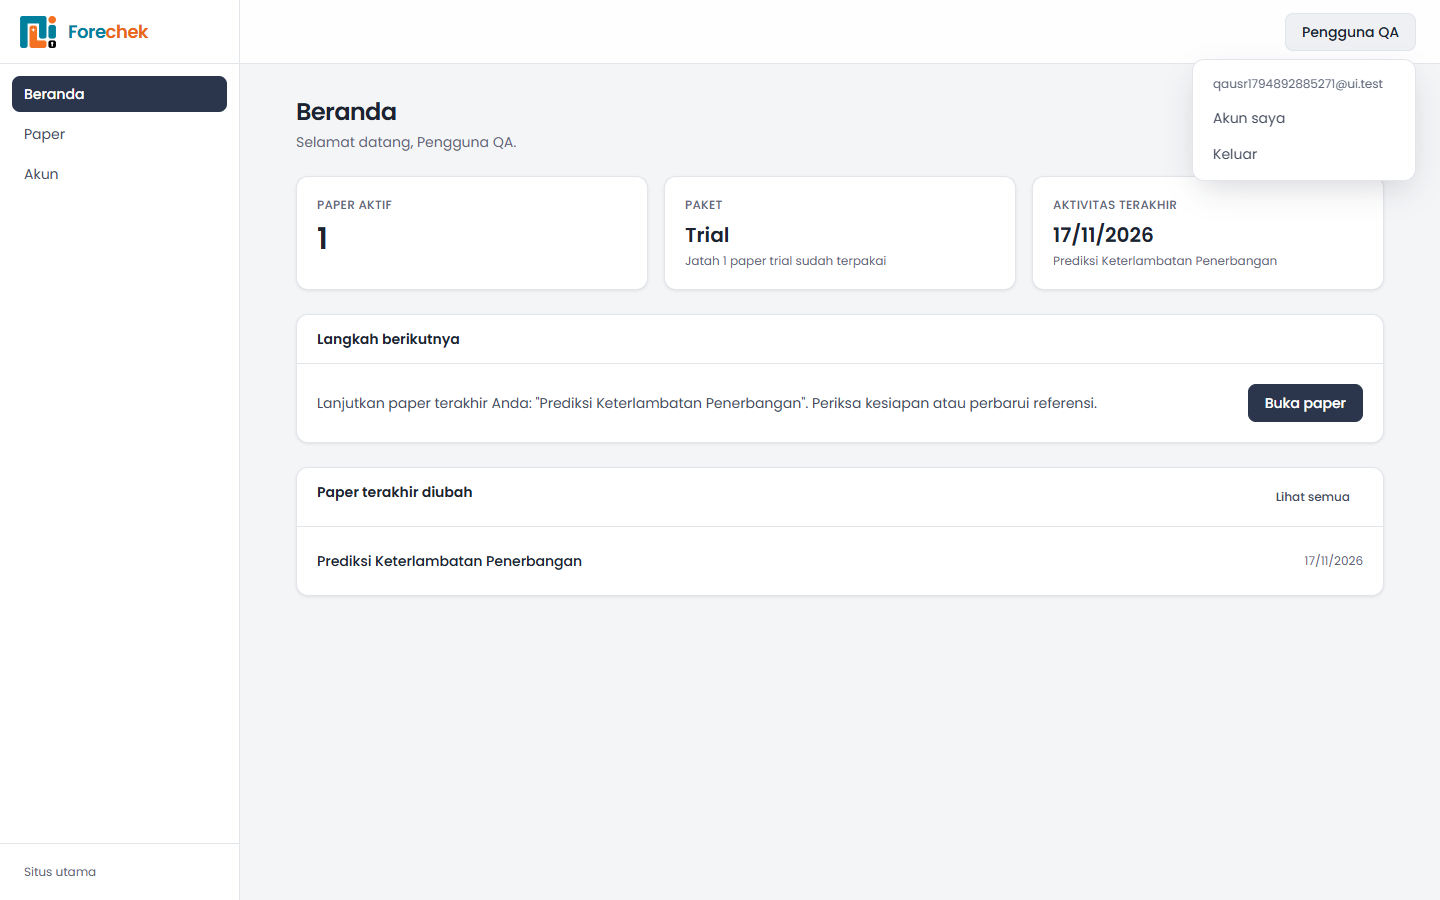 Forechek
Pengguna QA
qausr1794892885271@ui.test
Akun saya
Keluar
Beranda
Paper
Akun
Situs utama
Beranda
Selamat datang, Pengguna QA.
PAPER AKTIF
1
PAKET
Trial
Jatah 1 paper trial sudah terpakai
AKTIVITAS TERAKHIR
17/11/2026
Prediksi Keterlambatan Penerbangan
Langkah berikutnya
Lanjutkan paper terakhir Anda: "Prediksi Keterlambatan Penerbangan". Periksa kesiapan atau perbarui referensi.
Buka paper
Paper terakhir diubah
Lihat semua
Prediksi Keterlambatan Penerbangan
17/11/2026